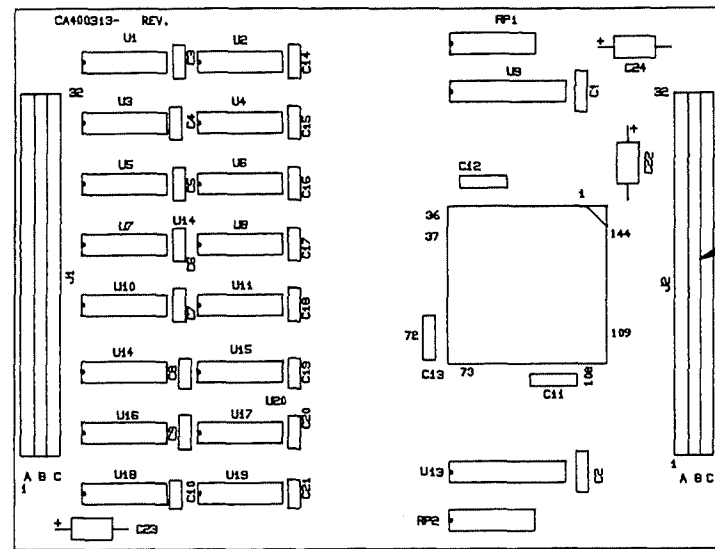 CA400313- REV.
U1 C3 U2 C14
RP1
C24
U9 C1
32 32
U3 C4 U4 C15
U5 C5 U6 C16
C12 C22
1
U7 U14 U8 C17
C6
36
37 144
J1 J2
U10 C7 U11 C18
72 109
C13 73 108
C11
U14 C8 U15 C19
U20
U16 C9 U17 C20
U18 C10 U19 C21
U13 C2
A B C
1
1
A B C
C23
RP2